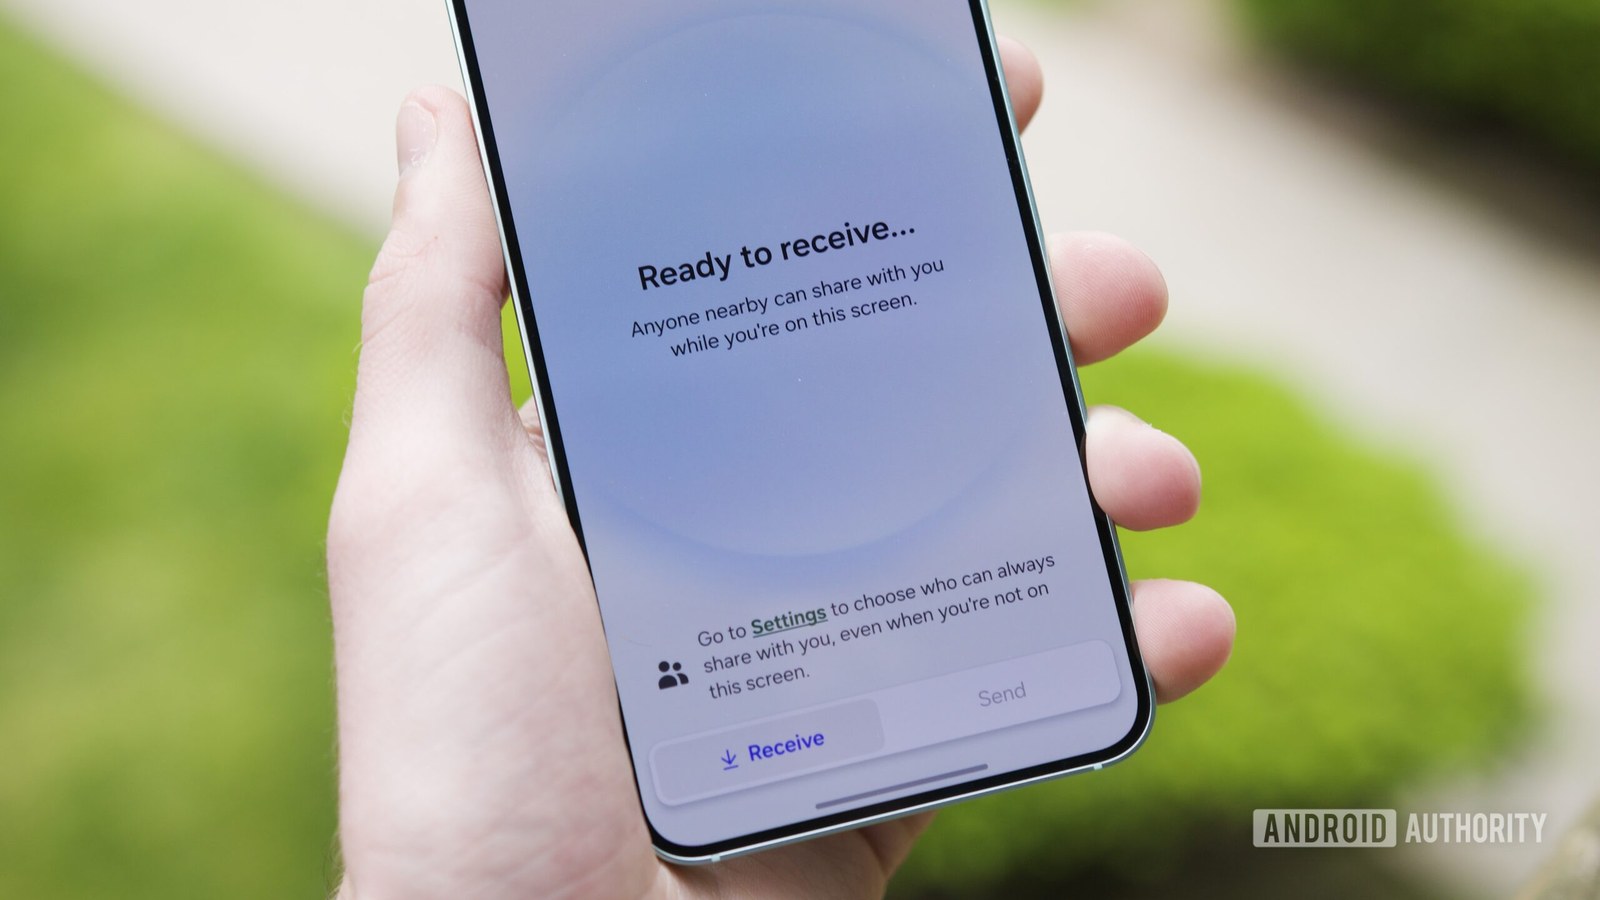 Ready to receive...
Anyone nearby can share with you
while you're on this screen.
Go to Settings to choose who can always
share with you, even when you're not on
this screen.
Receive
Send
ANDROID AUTHORITY